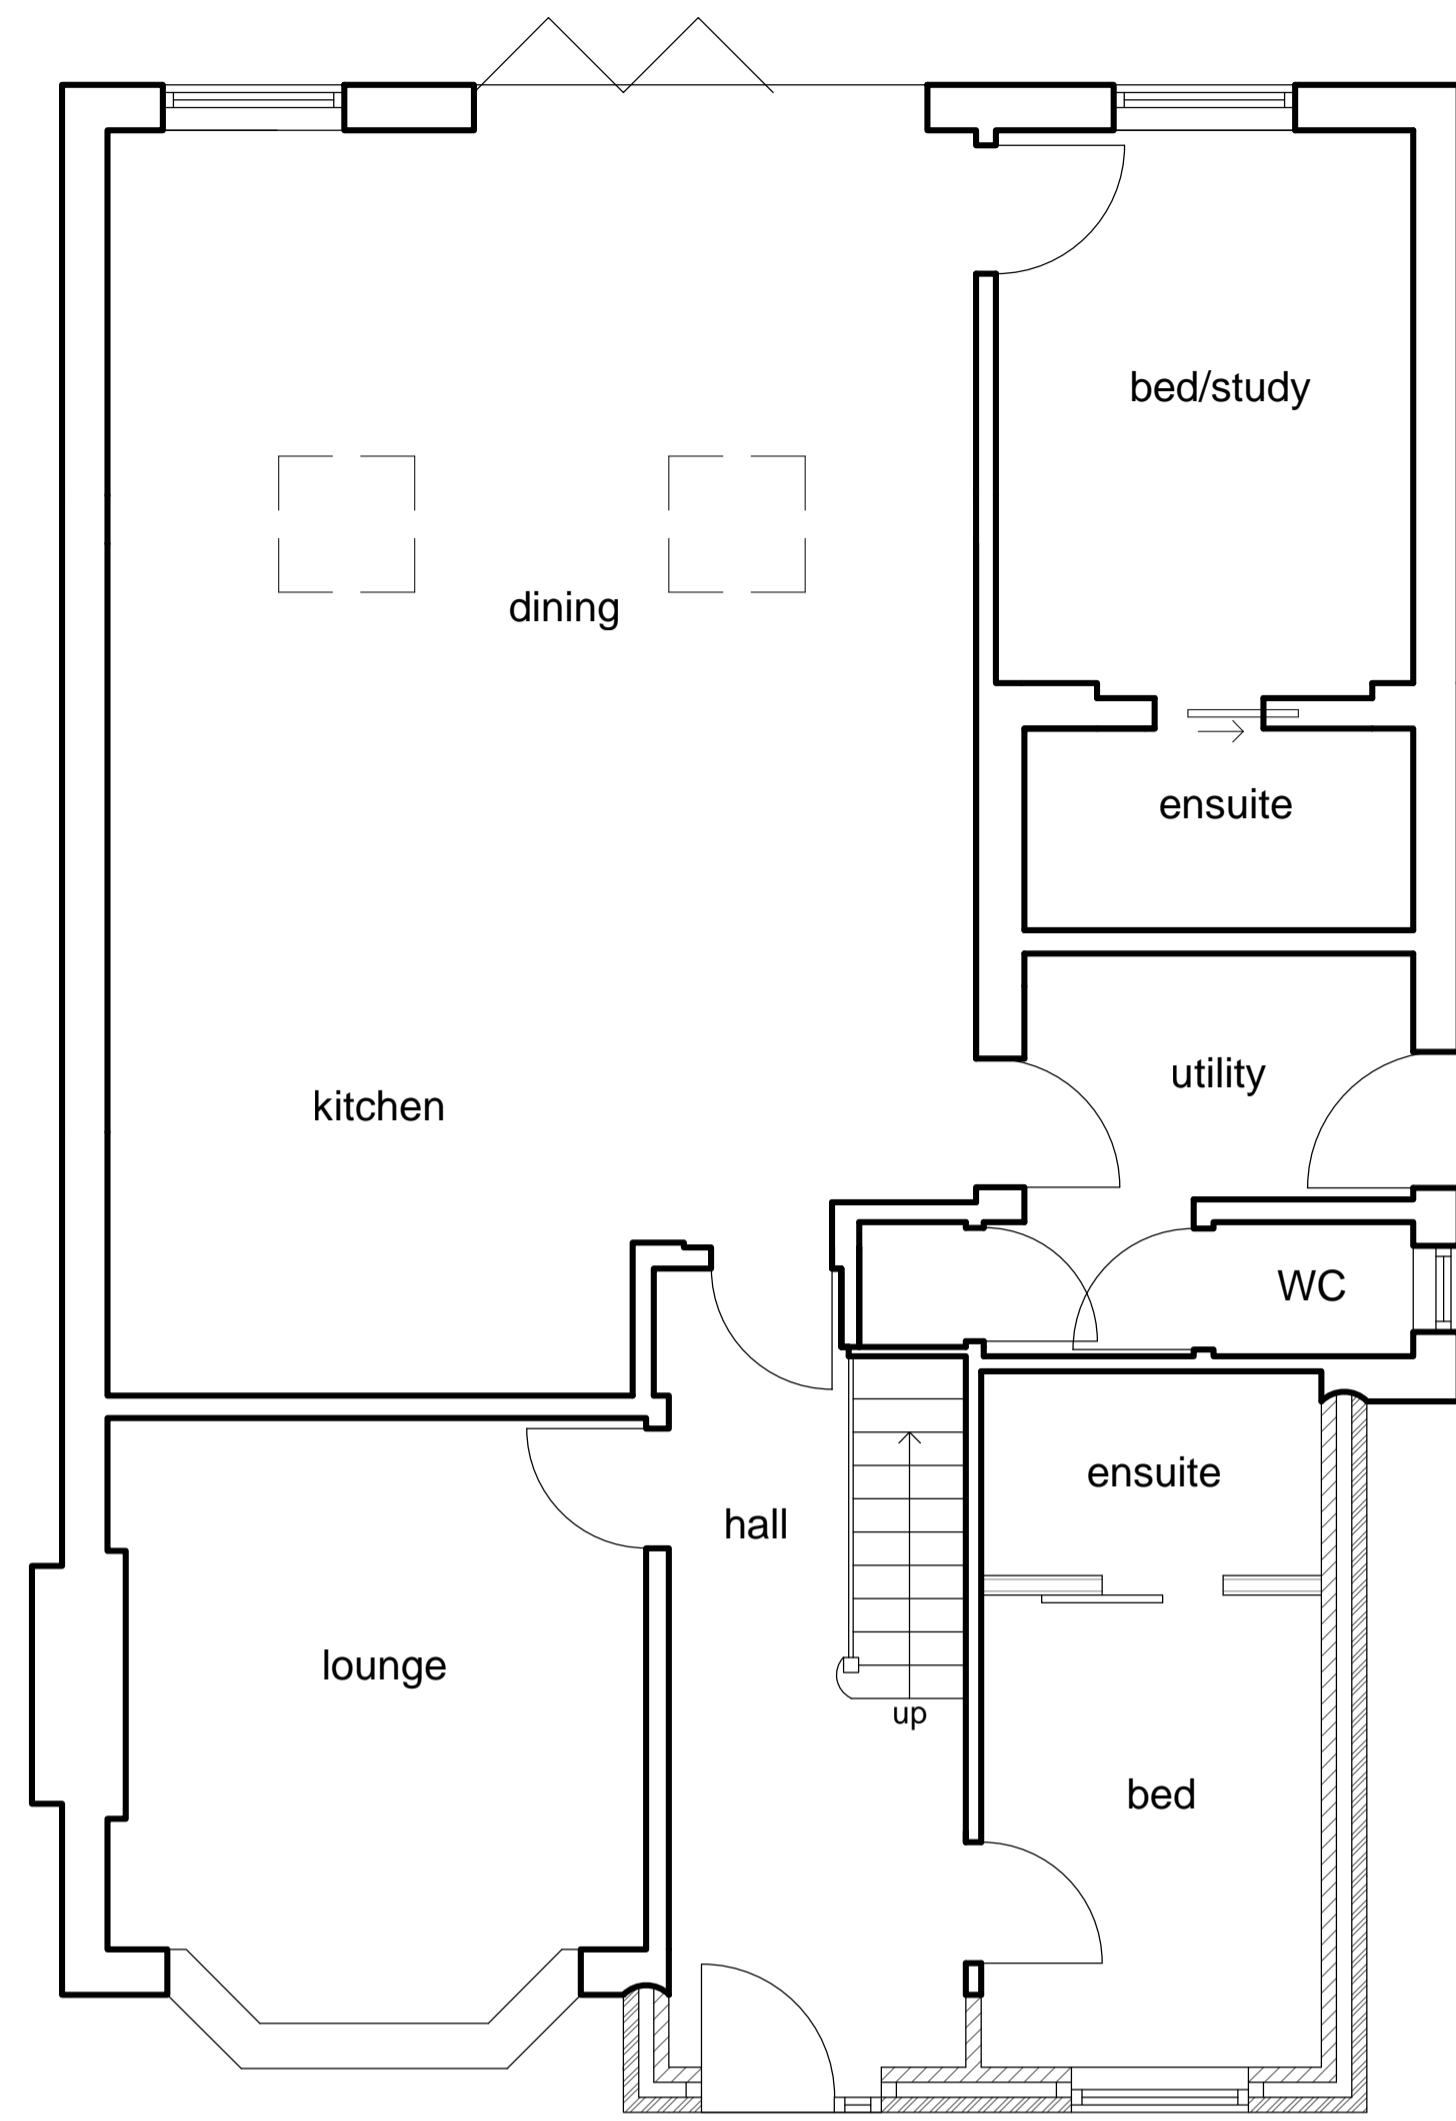 bed/study
dining
ensuite
utility
kitchen
WC
ensuite
hall
lounge
up
bed